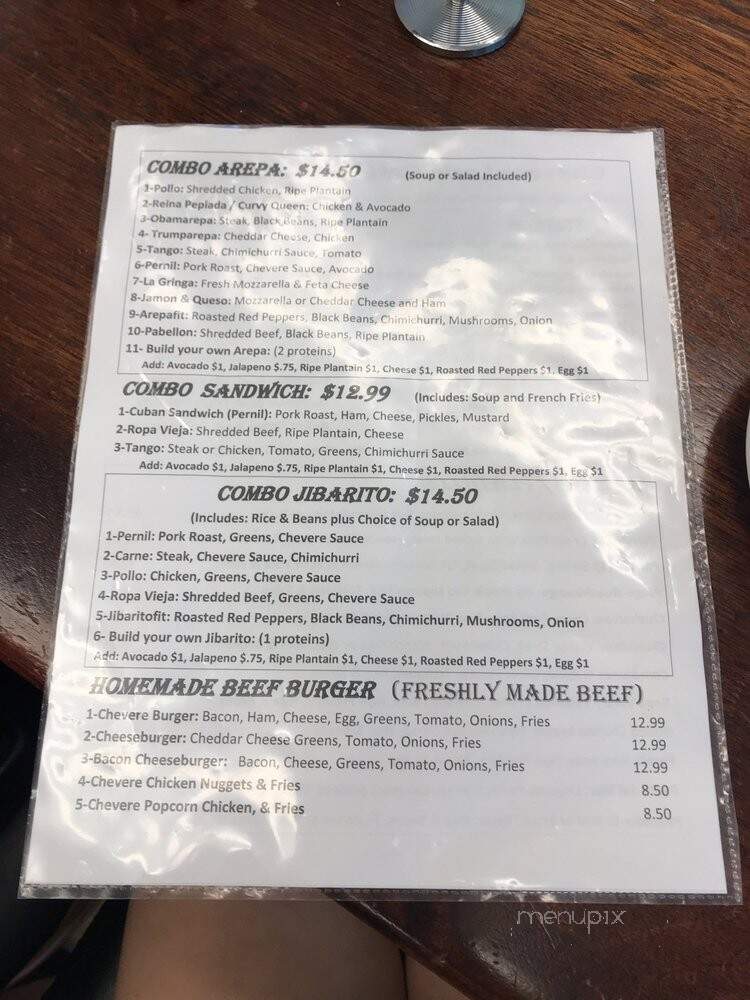 COMBO AREPA: $14.50 (Soup or Salad Included)
1-Pollo: Shredded Chicken, Ripe Plantain
2-Reina Pepiada / Curvy Queen: Chicken & Avocado
3-Obamarepa: Steak, Black Beans, Ripe Plantain
4- Trumparepa: Cheddar Cheese, Chicken
5-Tango: Steak, Chimichurri Sauce, Tomato
6-Pernil: Pork Roast, Chevere Sauce, Avocado
7-La Gringa: Fresh Mozzarella & Feta Cheese
8-Jamon & Queso: Mozzarella or Cheddar Cheese and Ham
9-Arepafit: Roasted Red Peppers, Black Beans, Chimichurri, Mushrooms, Onion
10-Pabellon: Shredded Beef, Black Beans, Ripe Plantain
11- Build your own Arepa: (2 proteins)
Add: Avocado $1, Jalapeno $.75, Ripe Plantain $1, Cheese $1, Roasted Red Peppers $1, Egg $1
COMBO SANDWICH: $12.99 (Includes: Soup and French Fries)
1-Cuban Sandwich (Pernil): Pork Roast, Ham, Cheese, Pickles, Mustard
2-Ropa Vieja: Shredded Beef, Ripe Plantain, Cheese
3-Tango: Steak or Chicken, Tomato, Greens, Chimichurri Sauce
Add: Avocado $1, Jalapeno $.75, Ripe Plantain $1, Cheese $1, Roasted Red Peppers $1, Egg $1
COMBO JIBARITO: $14.50
(Includes: Rice & Beans plus Choice of Soup or Salad)
1-Pernil: Pork Roast, Greens, Chevere Sauce
2-Carne: Steak, Chevere Sauce, Chimichurri
3-Pollo: Chicken, Greens, Chevere Sauce
4-Ropa Vieja: Shredded Beef, Greens, Chevere Sauce
5-Jibaritofit: Roasted Red Peppers, Black Beans, Chimichurri, Mushrooms, Onion
6- Build your own Jibarito: (1 proteins)
Add: Avocado $1, Jalapeno $.75, Ripe Plantain $1, Cheese $1, Roasted Red Peppers $1, Egg $1
HOMEMADE BEEF BURGER (FRESHLY MADE BEEF)
1-Chevere Burger: Bacon, Ham, Cheese, Egg, Greens, Tomato, Onions, Fries 12.99
2-Cheeseburger: Cheddar Cheese Greens, Tomato, Onions, Fries 12.99
3-Bacon Cheeseburger: Bacon, Cheese, Greens, Tomato, Onions, Fries 12.99
4-Chevere Chicken Nuggets & Fries 8.50
5-Chevere Popcorn Chicken, & Fries 8.50
menupix